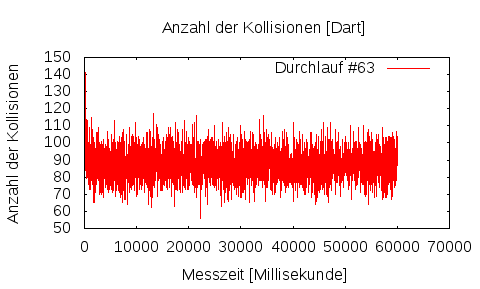 Anzahl der Kollisionen [Dart]
Durchlauf #63
Anzahl der Kollisionen
150
140
130
120
110
100
90
80
70
60
50
0 10000 20000 30000 40000 50000 60000 70000
Messzeit [Millisekunde]